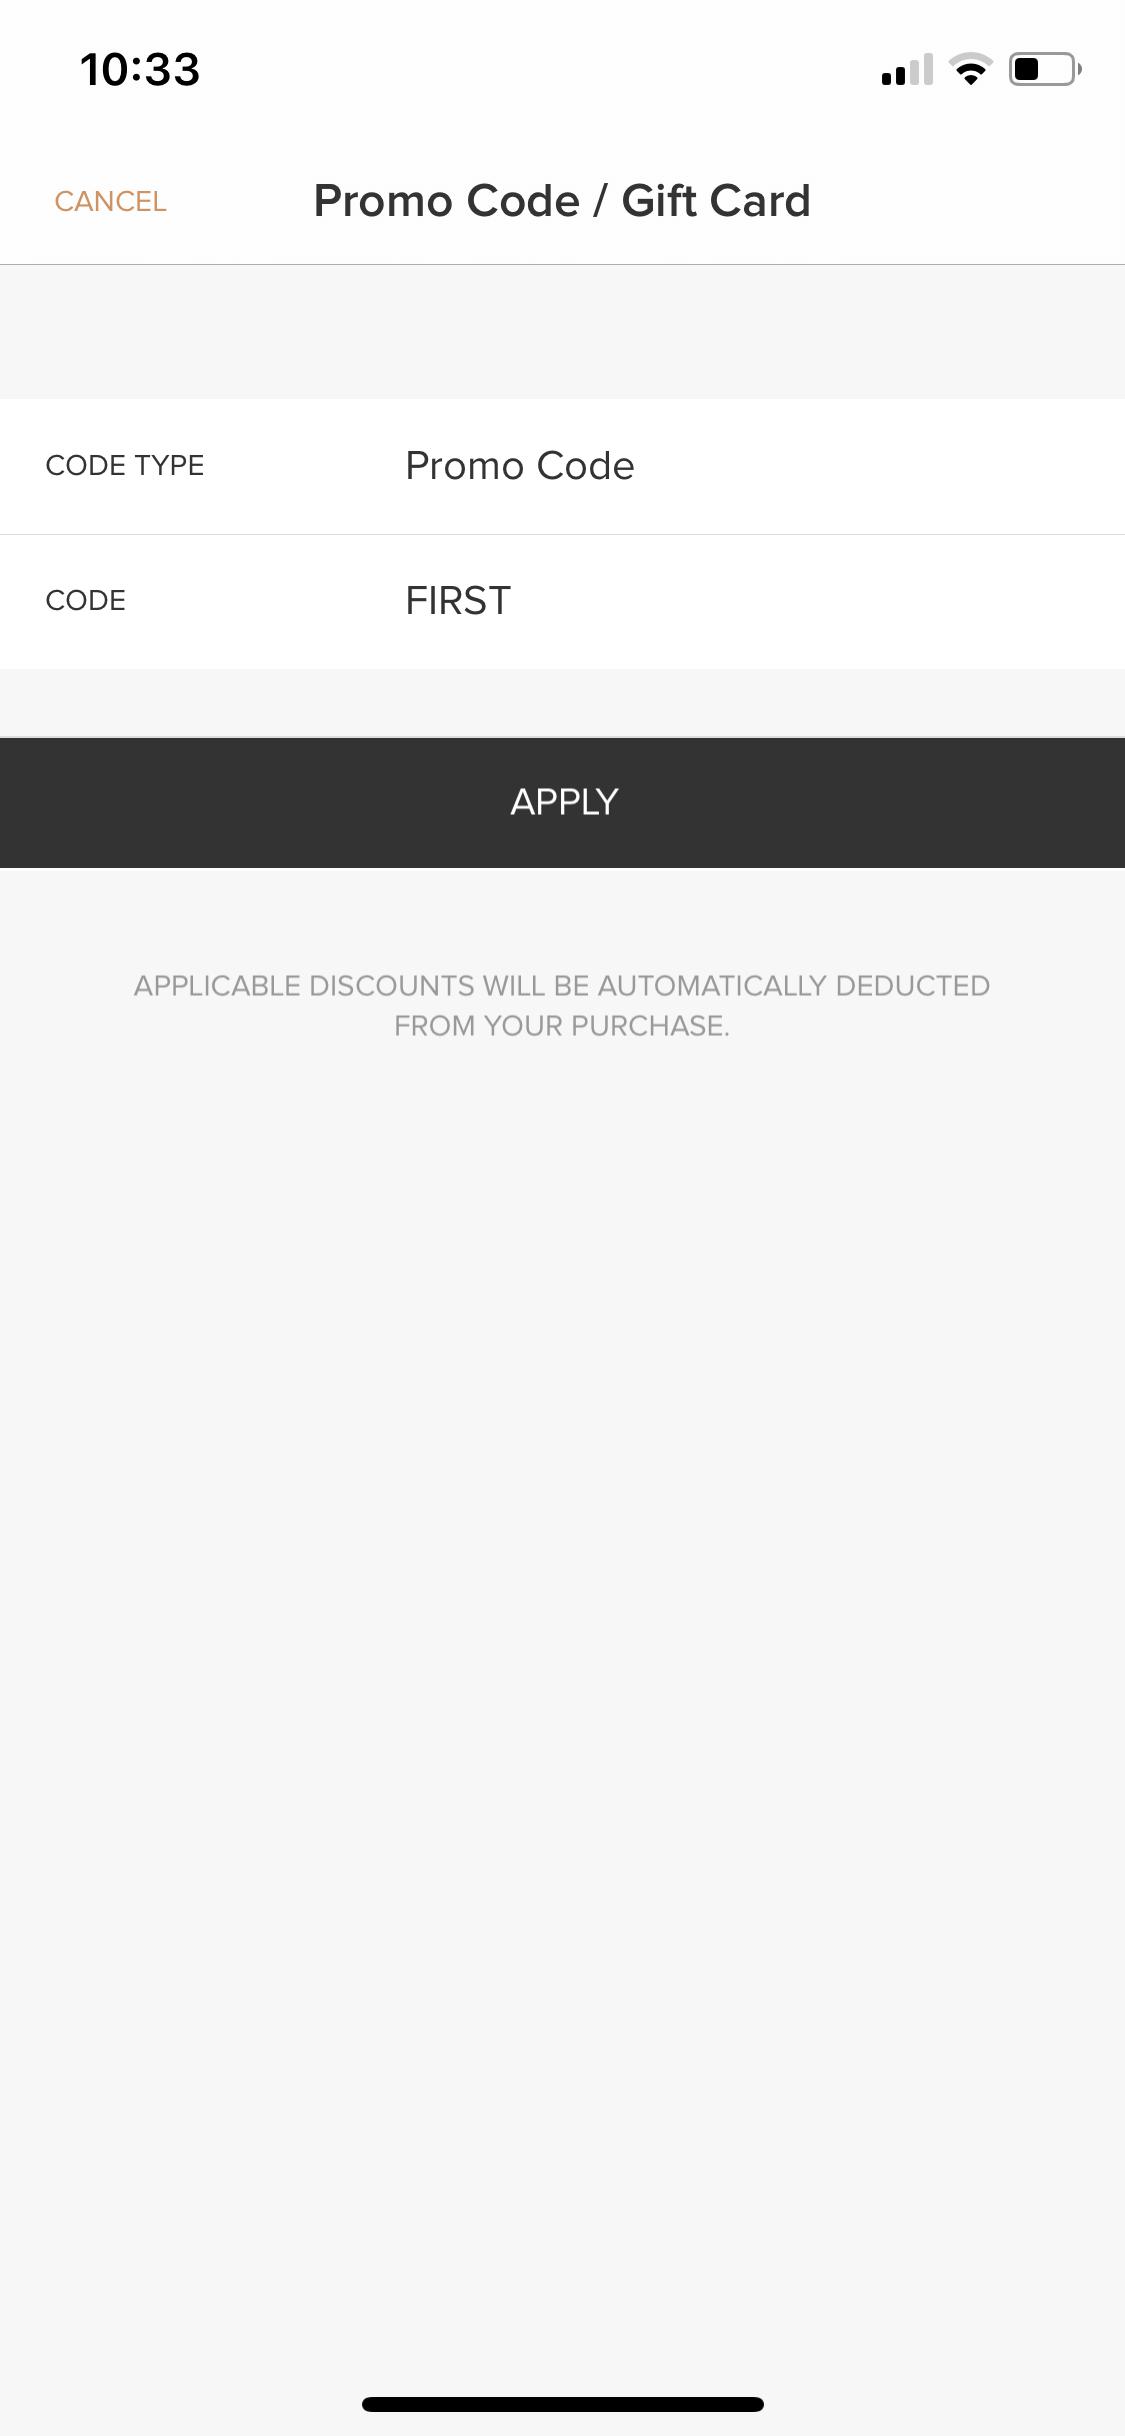 10:33
CANCEL Promo Code / Gift Card
CODE TYPE Promo Code
CODE FIRST
APPLY
APPLICABLE DISCOUNTS WILL BE AUTOMATICALLY DEDUCTED
FROM YOUR PURCHASE.